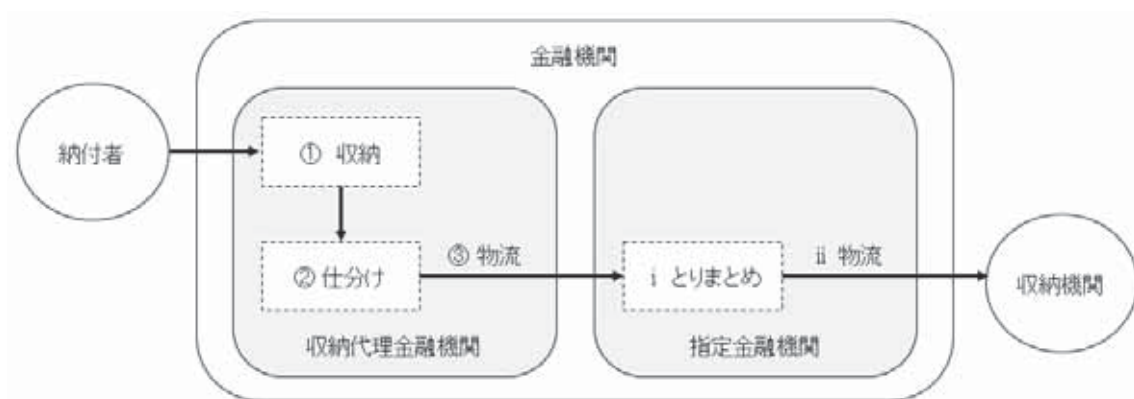 金融機関
納付者
① 収納
② 仕分け
③ 物流
収納代理金融機関
ⅰ とりまとめ
ⅱ 物流
指定金融機関
収納機関